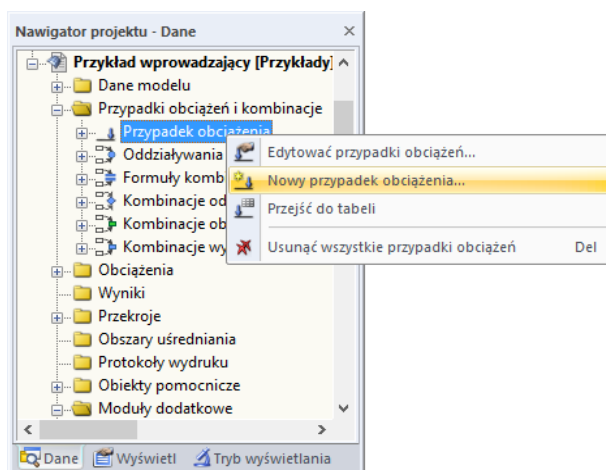 Nawigator projektu - Dane
Przykład wprowadzający [Przykłady]
Dane modelu
Przypadki obciążeń i kombinacje
Przypadek obciążenia
Oddziaływania
Formuły komb
Kombinacje od
Kombinacje ob
Kombinacje wy
Edytować przypadki obciążeń...
Nowy przypadek obciążenia...
Przejść do tabeli
Usunąć wszystkie przypadki obciążeń Del
Obciążenia
Wyniki
Przekroje
Obszary uśredniania
Protokoły wydruku
Obiekty pomocnicze
Moduły dodatkowe
Dane Wyświetl Tryb wyświetlania